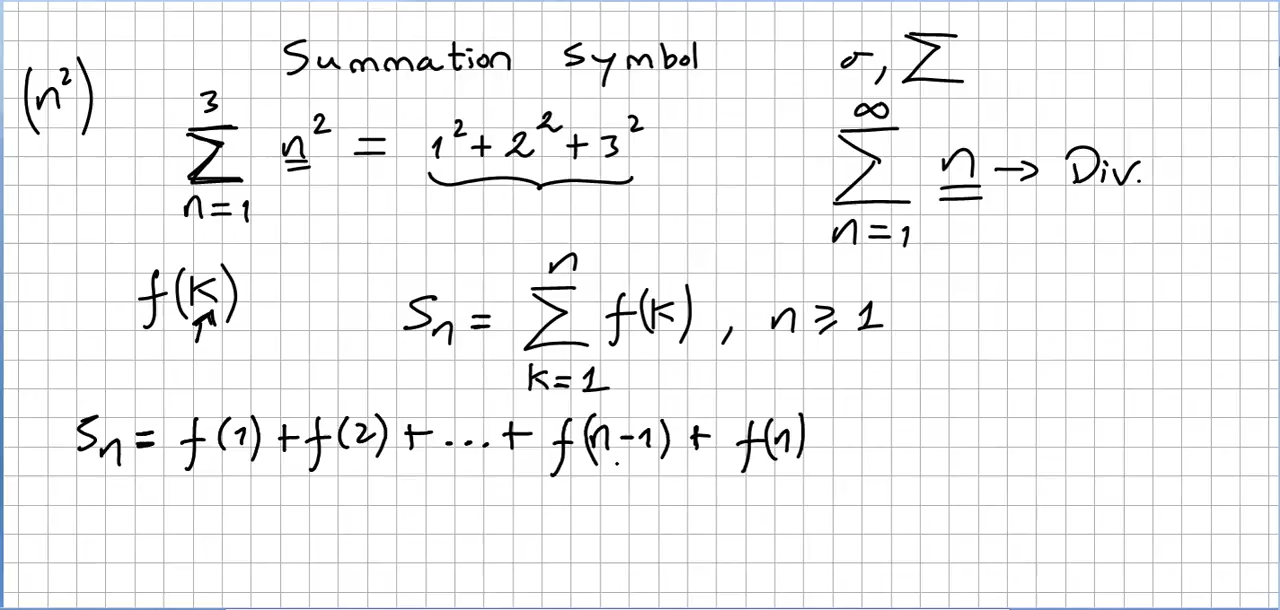 Summation Symbol σ, Σ
(n²)
3 ∑ n=1 n² = 1² + 2² + 3²
∞ ∑ n=1 n → Div.
f(k)
Sn = n ∑ k=1 f(k), n ⩾ 1
Sn = f(1) + f(2) + ... + f(n-1) + f(n)